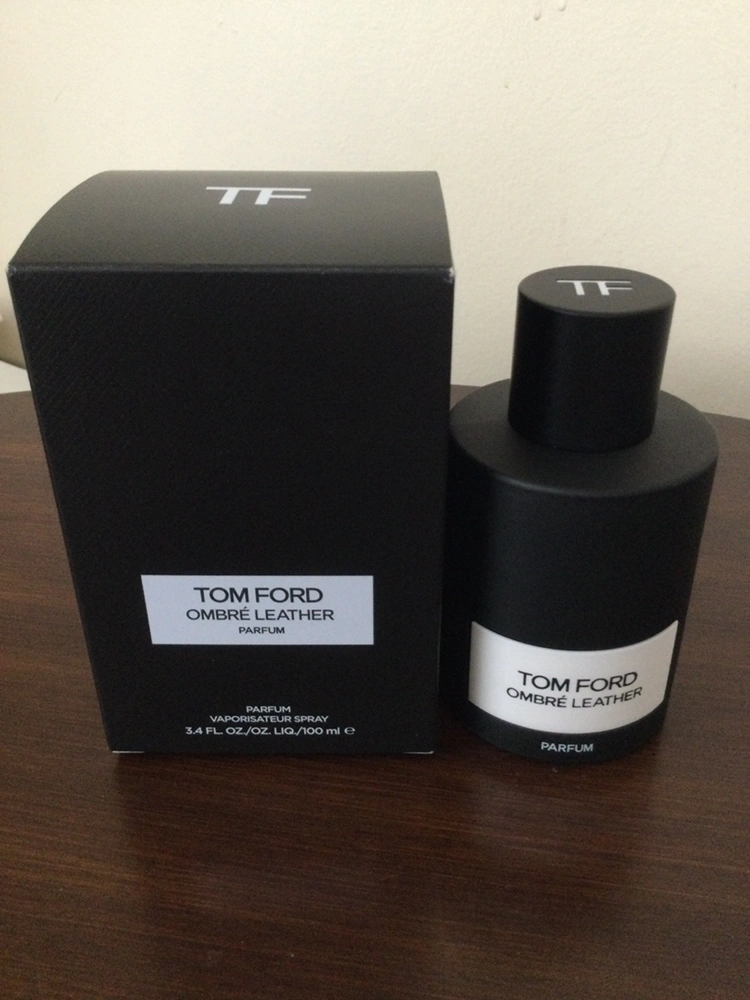 TF
TOM FORD
OMBRÉ LEATHER
PARFUM
PARFUM
VAPORISATEUR SPRAY
3.4 FL. OZ./OZ. LIQ./100 ml ℮
TF
TOM FORD
OMBRÉ LEATHER
PARFUM